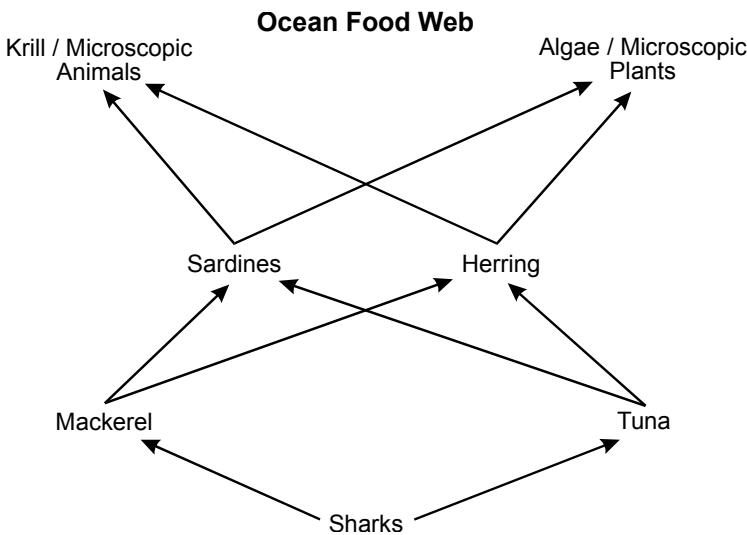 Ocean Food Web
Krill / Microscopic
Animals
Algae / Microscopic
Plants
Sardines
Herring
Mackerel
Tuna
Sharks